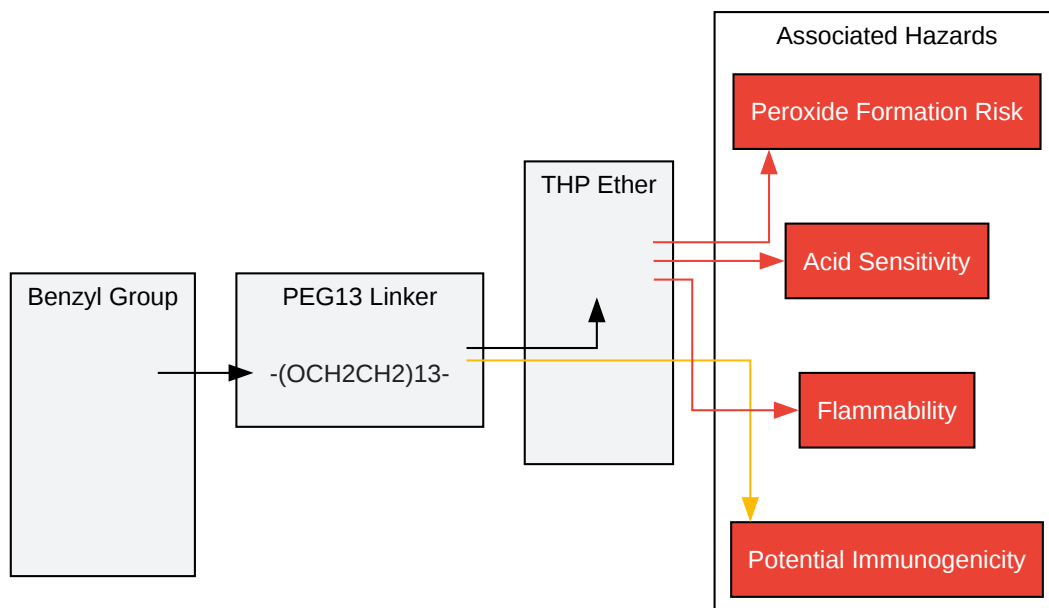 Associated Hazards
Peroxide Formation Risk
THP Ether
Acid Sensitivity
Benzyl Group
PEG13 Linker
-(OCH2CH2)13-
Flammability
Potential Immunogenicity